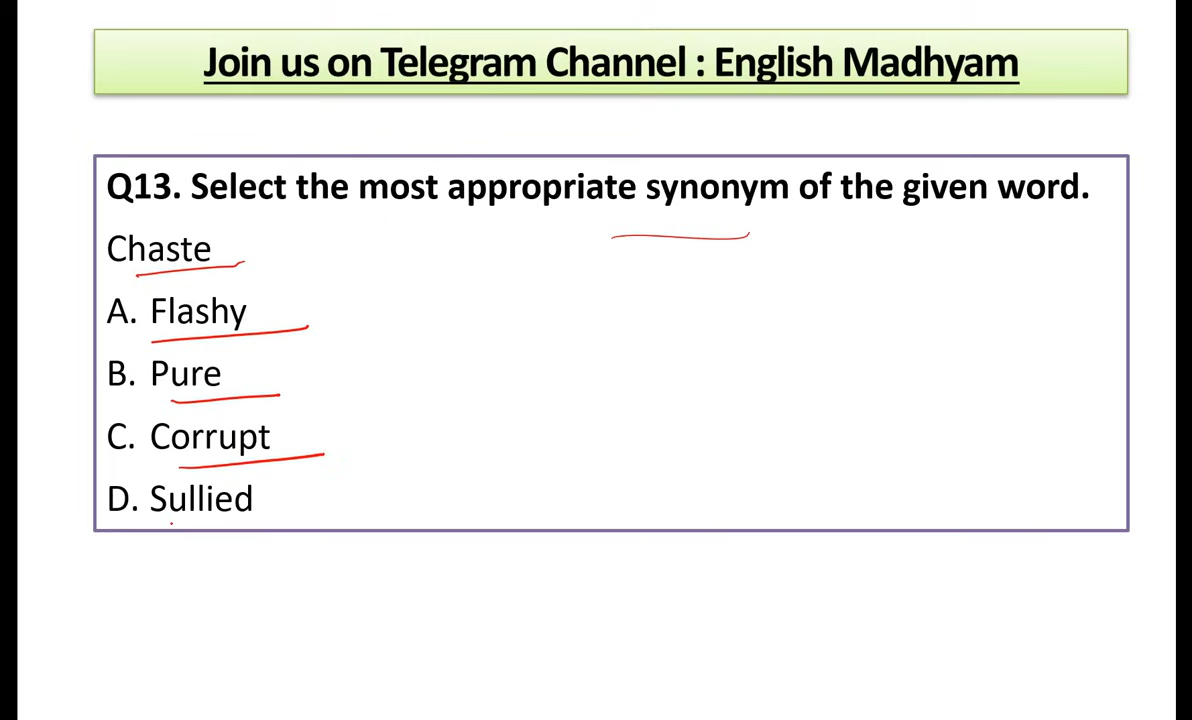 Join us on Telegram Channel : English Madhyam
Q13. Select the most appropriate synonym of the given word.
Chaste
A. Flashy
B. Pure
C. Corrupt
D. Sullied